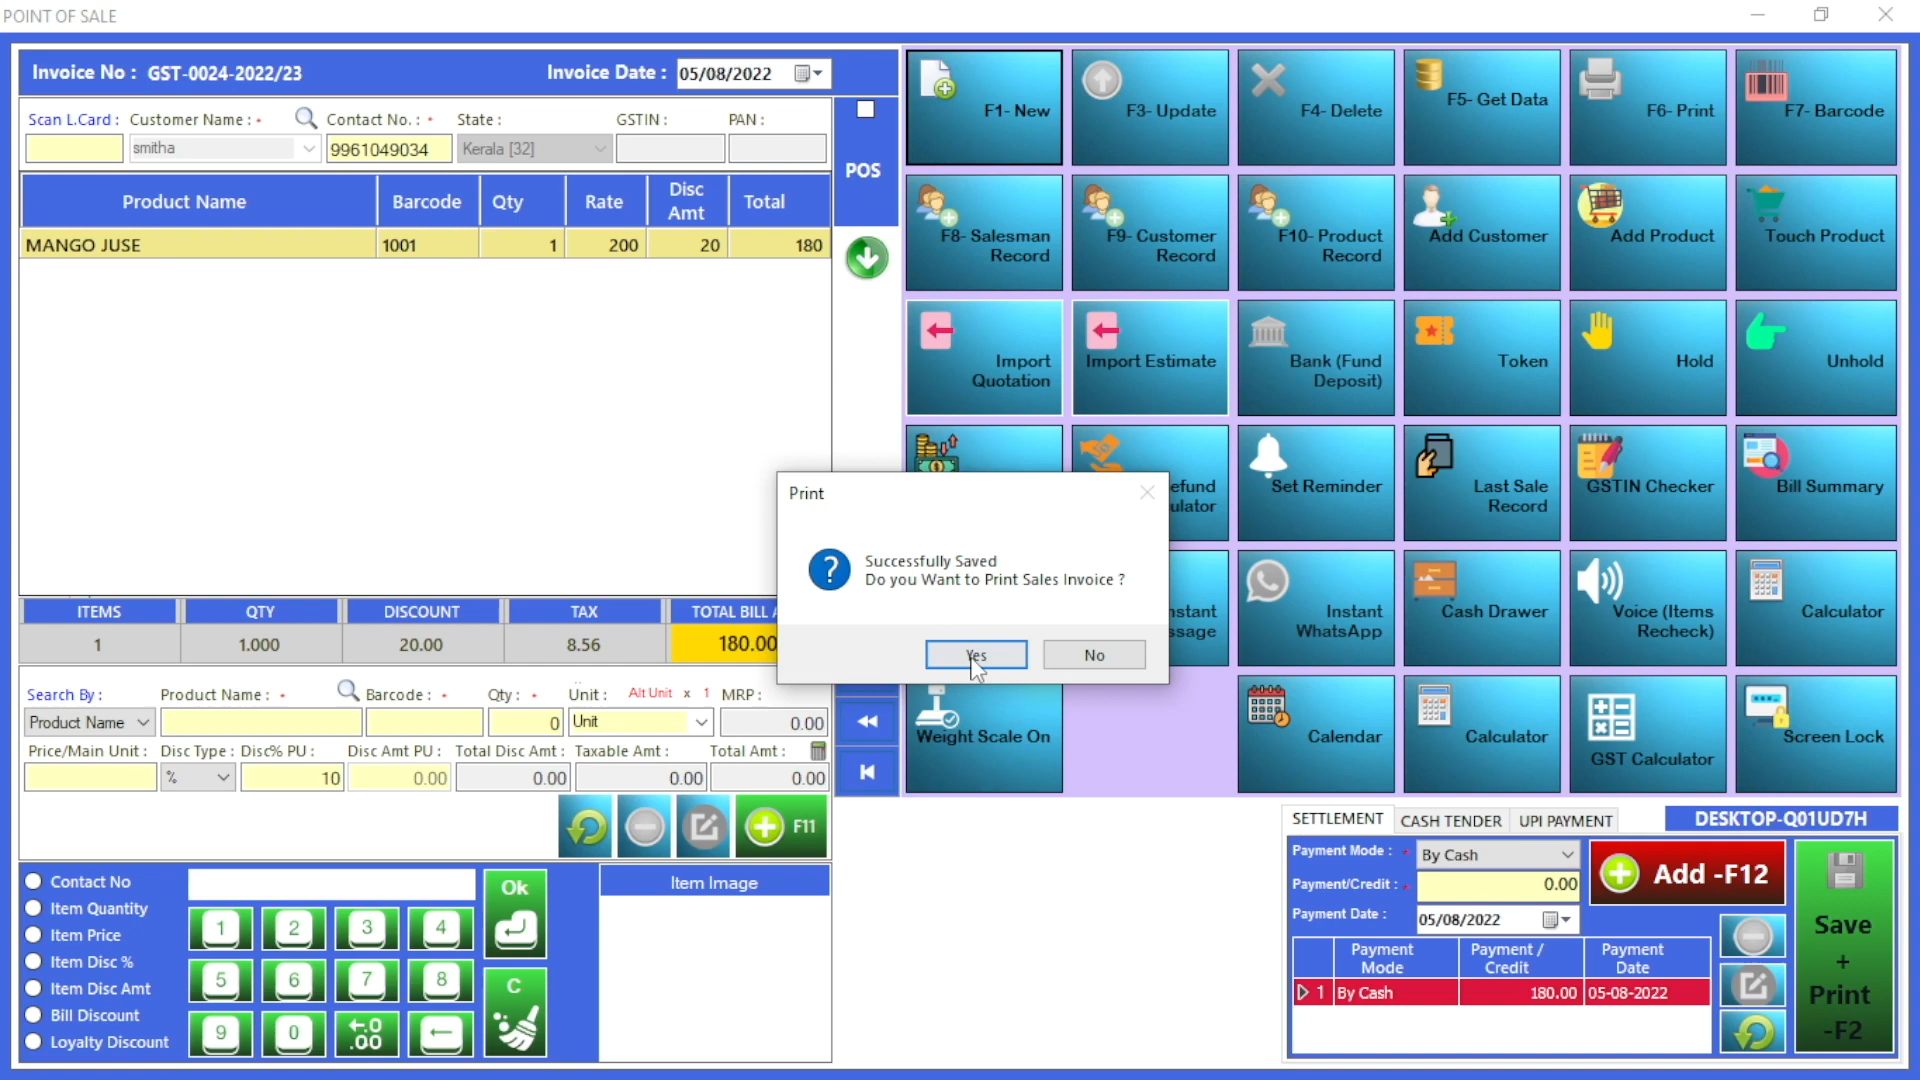 POINT OF SALE
Invoice No : GST-0024-2022/23
Invoice Date : 05/08/2022
Scan L.Card : Customer Name : * Contact No. : * State : GSTIN : PAN :
smitha 9961049034 Kerala [32]
POS
Product Name Barcode Qty Rate Disc Amt Total
MANGO JUSE 1001 1 200 20 180
F1- New F3- Update F4- Delete F5- Get Data F6- Print F7- Barcode
F8- Salesman Record F9- Customer Record F10- Product Record Add Customer Add Product Touch Product
Import Quotation Import Estimate Bank (Fund Deposit) Token Hold Unhold
Set Reminder Last Sale Record GSTIN Checker Bill Summary
Instant WhatsApp Cash Drawer Voice (Items Recheck) Calculator
Weight Scale On Calendar Calculator GST Calculator Screen Lock
Print
Successfully Saved
Do you Want to Print Sales Invoice ?
Yes No
ITEMS QTY DISCOUNT TAX TOTAL BILL
1 1.000 20.00 8.56 180.00
Search By : Product Name : * Barcode : * Qty : * Unit : Alt Unit x 1 MRP :
Product Name 0 Unit 0.00
Price/Main Unit : Disc Type : Disc% PU : Disc Amt PU : Total Disc Amt : Taxable Amt : Total Amt :
% 10 0.00 0.00 0.00 0.00
F11
Contact No
Item Quantity
Item Price
Item Disc %
Item Disc Amt
Bill Discount
Loyalty Discount
1 2 3 4
5 6 7 8
9 0 ←.0 .00 ←
Ok
C
Item Image
SETTLEMENT CASH TENDER UPI PAYMENT
DESKTOP-Q01UD7H
Payment Mode : * By Cash
Payment/Credit : * 0.00
Payment Date : 05/08/2022
Add -F12
Save
+
Print
-F2
Payment Mode Payment / Credit Payment Date
1 By Cash 180.00 05-08-2022